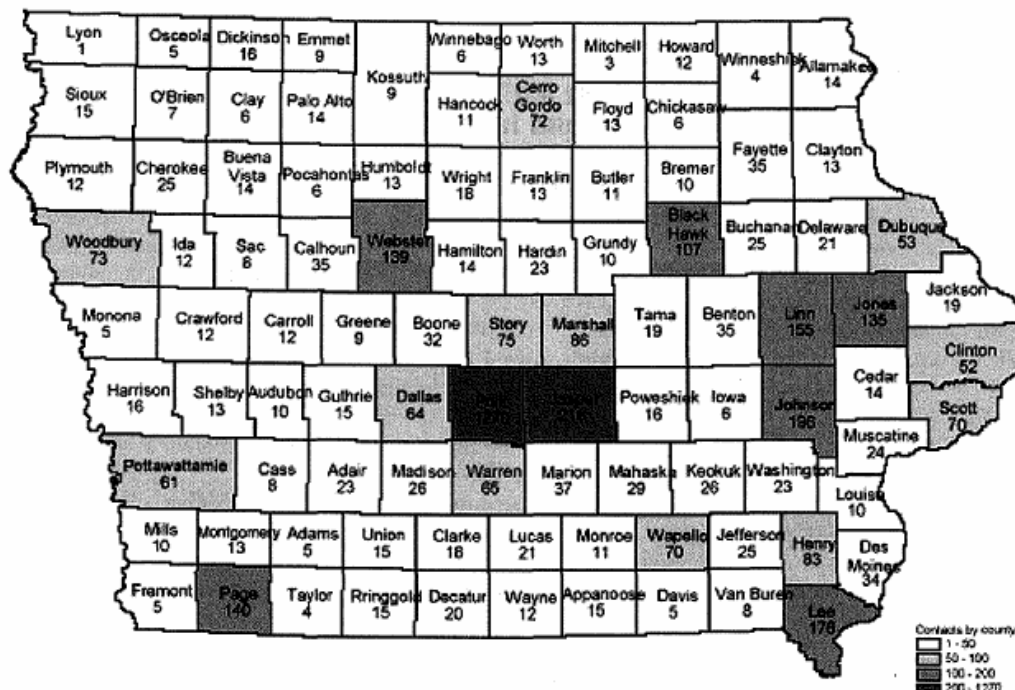 Lyon
1
Osceola
5
Dickinson
16
Emmet
9
Kossuth
9
Winnebago
6
Worth
13
Mitchell
3
Howard
12
Winneshiek
4
Allamakee
14
Sioux
15
O'Brien
7
Clay
6
Palo Alto
14
Hancock
11
Cerro
Gordo
72
Floyd
13
Chickasaw
6
Plymouth
12
Cherokee
25
Buena
Vista
14
Pocahontas
6
Humboldt
13
Wright
18
Franklin
13
Butler
11
Bremer
10
Fayette
35
Clayton
13
Woodbury
73
Ida
12
Sac
8
Calhoun
35
Webster
139
Hamilton
14
Hardin
23
Grundy
10
Black
Hawk
107
Buchanan
25
Delaware
21
Dubuque
53
Monona
5
Crawford
12
Carroll
12
Greene
9
Boone
32
Story
75
Marshall
86
Tama
19
Benton
35
Linn
155
Jones
135
Jackson
19
Clinton
52
Harrison
16
Shelby
13
Audubon
10
Guthrie
15
Dallas
64
Poweshiek
16
Iowa
6
Johnson
196
Cedar
14
Scott
70
Muscatine
24
Pottawattamie
61
Cass
8
Adair
23
Madison
26
Warren
65
Marion
37
Mahaska
29
Keokuk
26
Washington
23
Louisa
10
Mills
10
Montgomery
13
Adams
5
Union
15
Clarke
18
Lucas
21
Monroe
11
Wapello
70
Jefferson
25
Henry
83
Des
Moines
34
Fremont
5
Page
140
Taylor
4
Rringgold
15
Decatur
20
Wayne
12
Appanoose
15
Davis
5
Van Buren
8
Lee
176
Contacts by county
1 - 50
50 - 100
100 - 200
200 - 1270